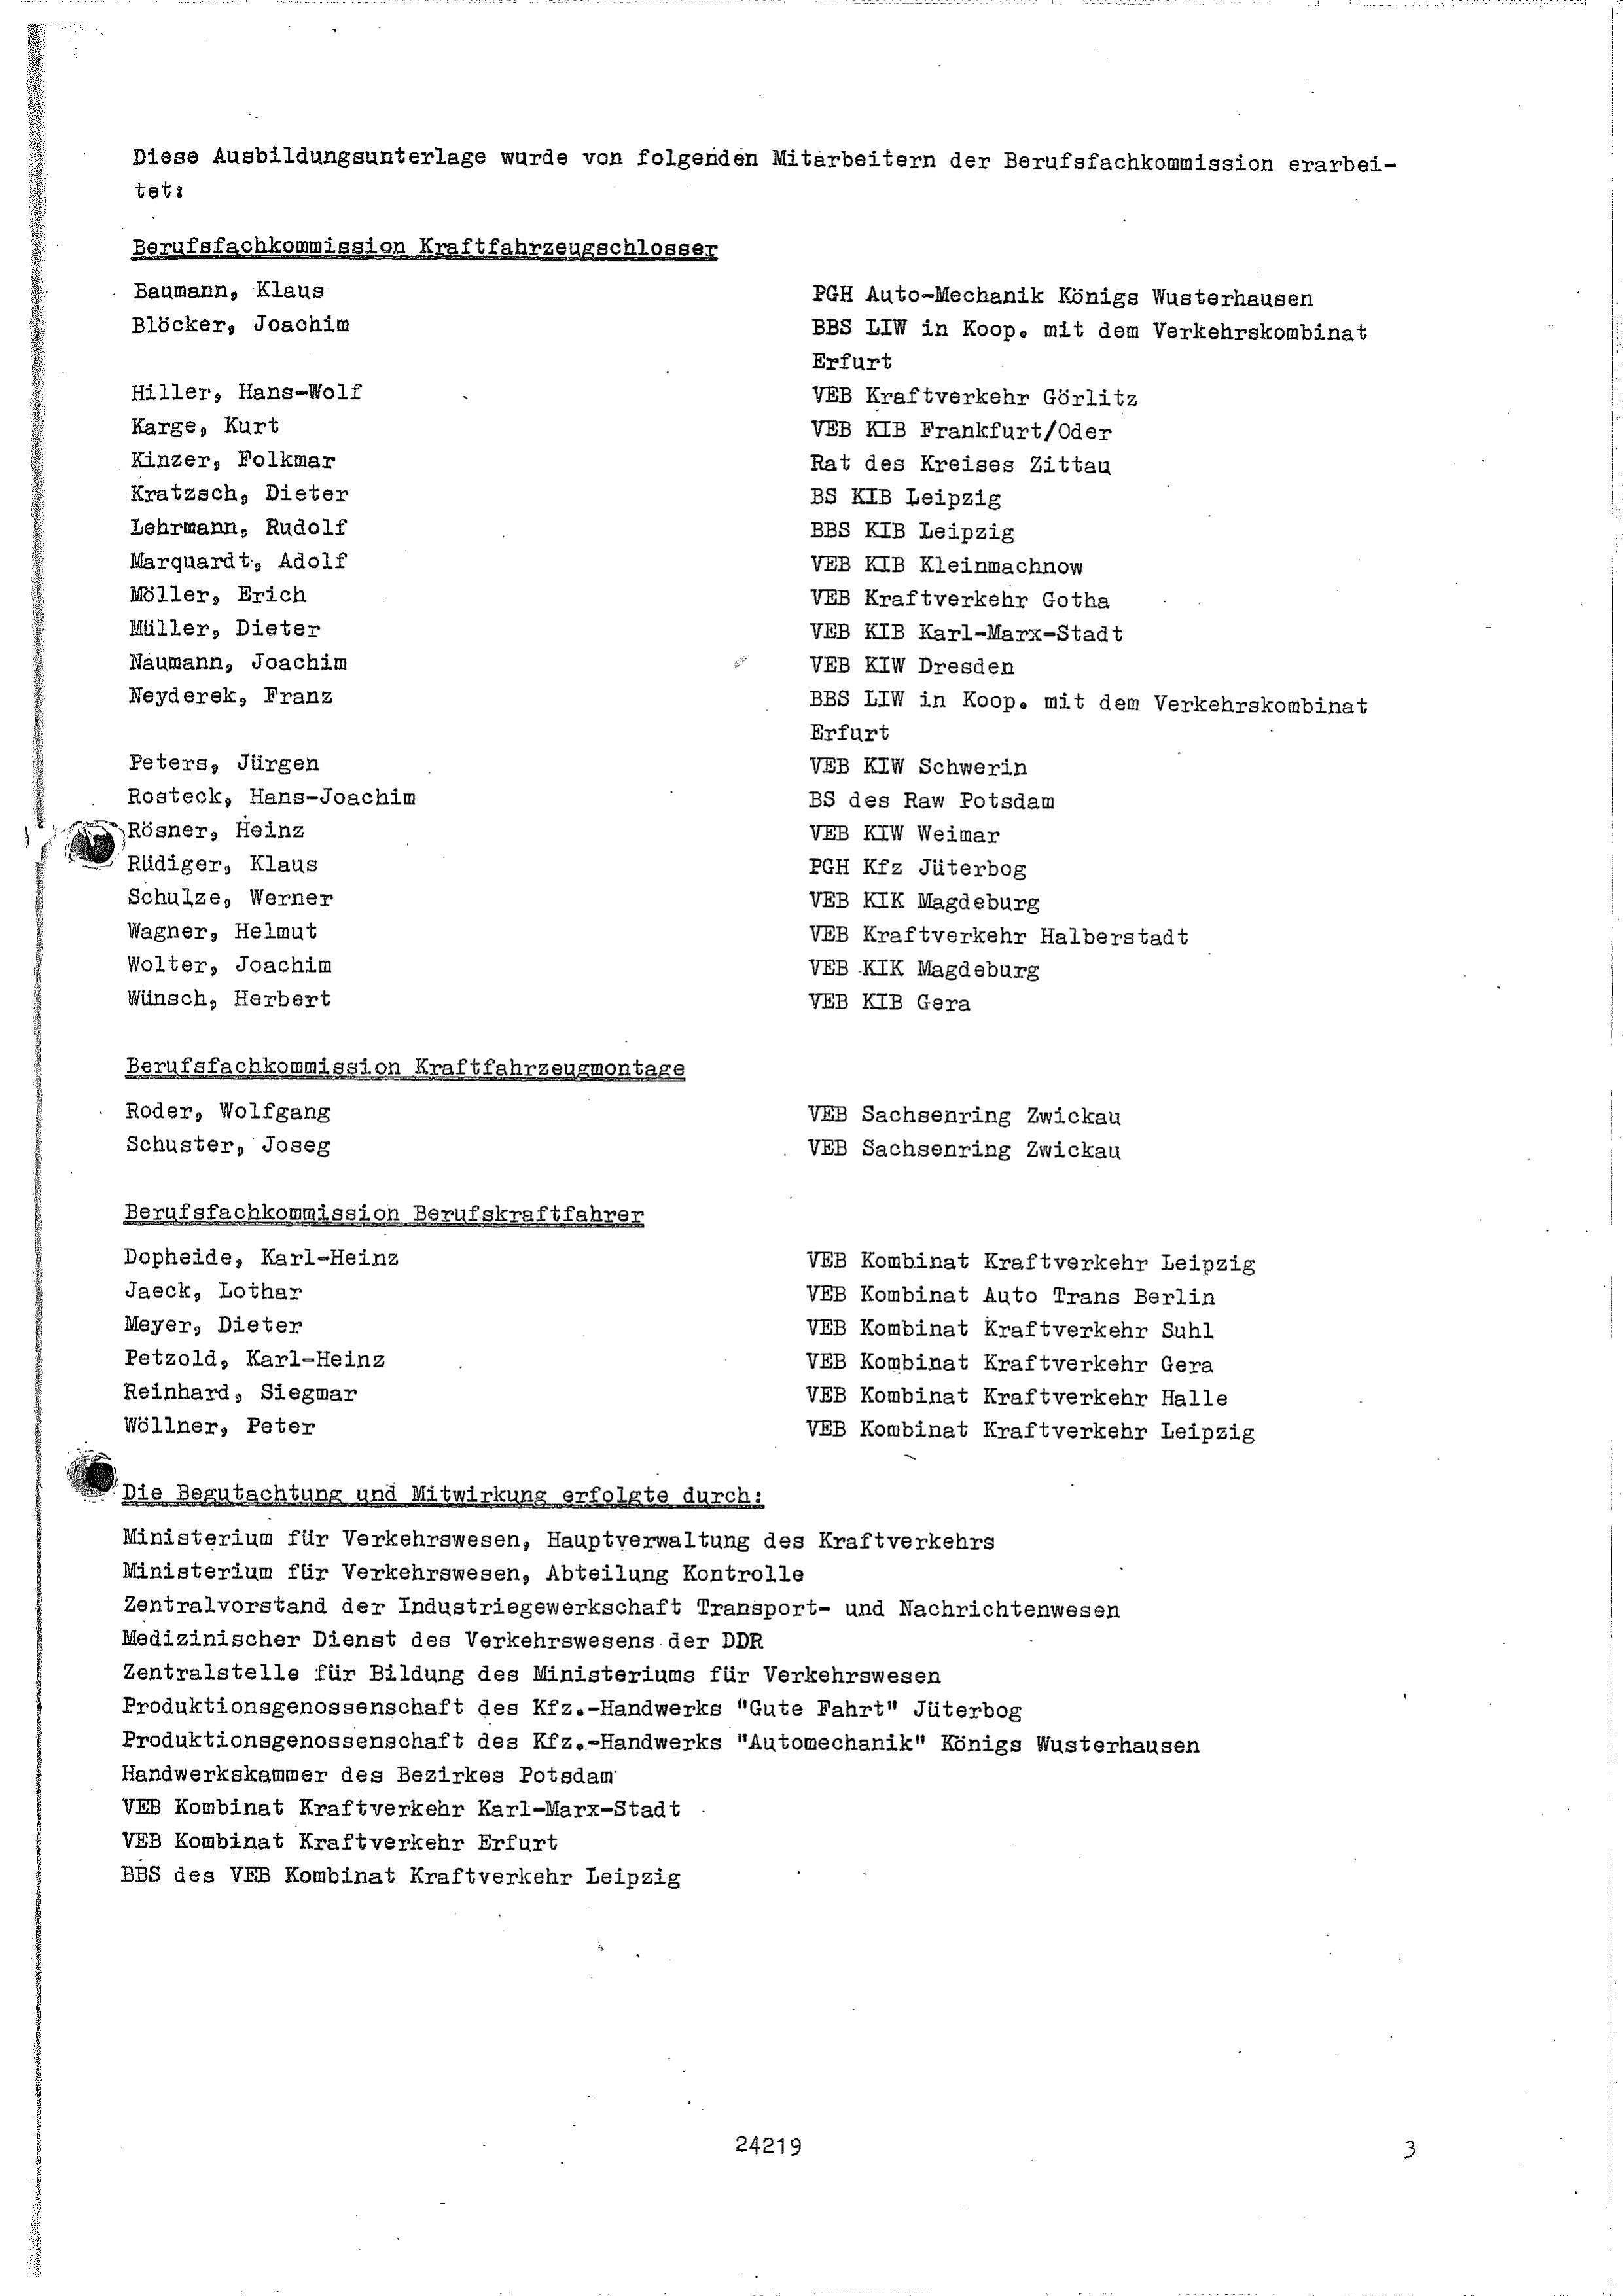 Diese Ausbildungsunterlage wurde von folgenden Mitarbeitern der Berufsfachkommission erarbei-
tet:
Berufsfachkommission Kraftfahrzeugschlosser
Baumann, Klaus PGH Auto-Mechanik Königs Wusterhausen
Blöcker, Joachim BBS LIW in Koop. mit dem Verkehrskombinat
Erfurt
Hiller, Hans-Wolf VEB Kraftverkehr Görlitz
Karge, Kurt VEB KIB Frankfurt/Oder
Kinzer, Folkmar Rat des Kreises Zittau
Kratzsch, Dieter BS KIB Leipzig
Lehrmann, Rudolf BBS KIB Leipzig
Marquardt, Adolf VEB KIB Kleinmachnow
Möller, Erich VEB Kraftverkehr Gotha
Müller, Dieter VEB KIB Karl-Marx-Stadt
Naumann, Joachim VEB KIW Dresden
Neyderek, Franz BBS LIW in Koop. mit dem Verkehrskombinat
Erfurt
Peters, Jürgen VEB KIW Schwerin
Rosteck, Hans-Joachim BS des Raw Potsdam
Rösner, Heinz VEB KIW Weimar
Rüdiger, Klaus PGH Kfz Jüterbog
Schulze, Werner VEB KIK Magdeburg
Wagner, Helmut VEB Kraftverkehr Halberstadt
Wolter, Joachim VEB KIK Magdeburg
Wünsch, Herbert VEB KIB Gera
Berufsfachkommission Kraftfahrzeugmontage
Roder, Wolfgang VEB Sachsenring Zwickau
Schuster, Joseg VEB Sachsenring Zwickau
Berufsfachkommission Berufskraftfahrer
Dopheide, Karl-Heinz VEB Kombinat Kraftverkehr Leipzig
Jaeck, Lothar VEB Kombinat Auto Trans Berlin
Meyer, Dieter VEB Kombinat Kraftverkehr Suhl
Petzold, Karl-Heinz VEB Kombinat Kraftverkehr Gera
Reinhard, Siegmar VEB Kombinat Kraftverkehr Halle
Wöllner, Peter VEB Kombinat Kraftverkehr Leipzig
Die Begutachtung und Mitwirkung erfolgte durch:
Ministerium für Verkehrswesen, Hauptverwaltung des Kraftverkehrs
Ministerium für Verkehrswesen, Abteilung Kontrolle
Zentralvorstand der Industriegewerkschaft Transport- und Nachrichtenwesen
Medizinischer Dienst des Verkehrswesens der DDR
Zentralstelle für Bildung des Ministeriums für Verkehrswesen
Produktionsgenossenschaft des Kfz.-Handwerks "Gute Fahrt" Jüterbog
Produktionsgenossenschaft des Kfz.-Handwerks "Automechanik" Königs Wusterhausen
Handwerkskammer des Bezirkes Potsdam
VEB Kombinat Kraftverkehr Karl-Marx-Stadt
VEB Kombinat Kraftverkehr Erfurt
BBS des VEB Kombinat Kraftverkehr Leipzig
24219 3